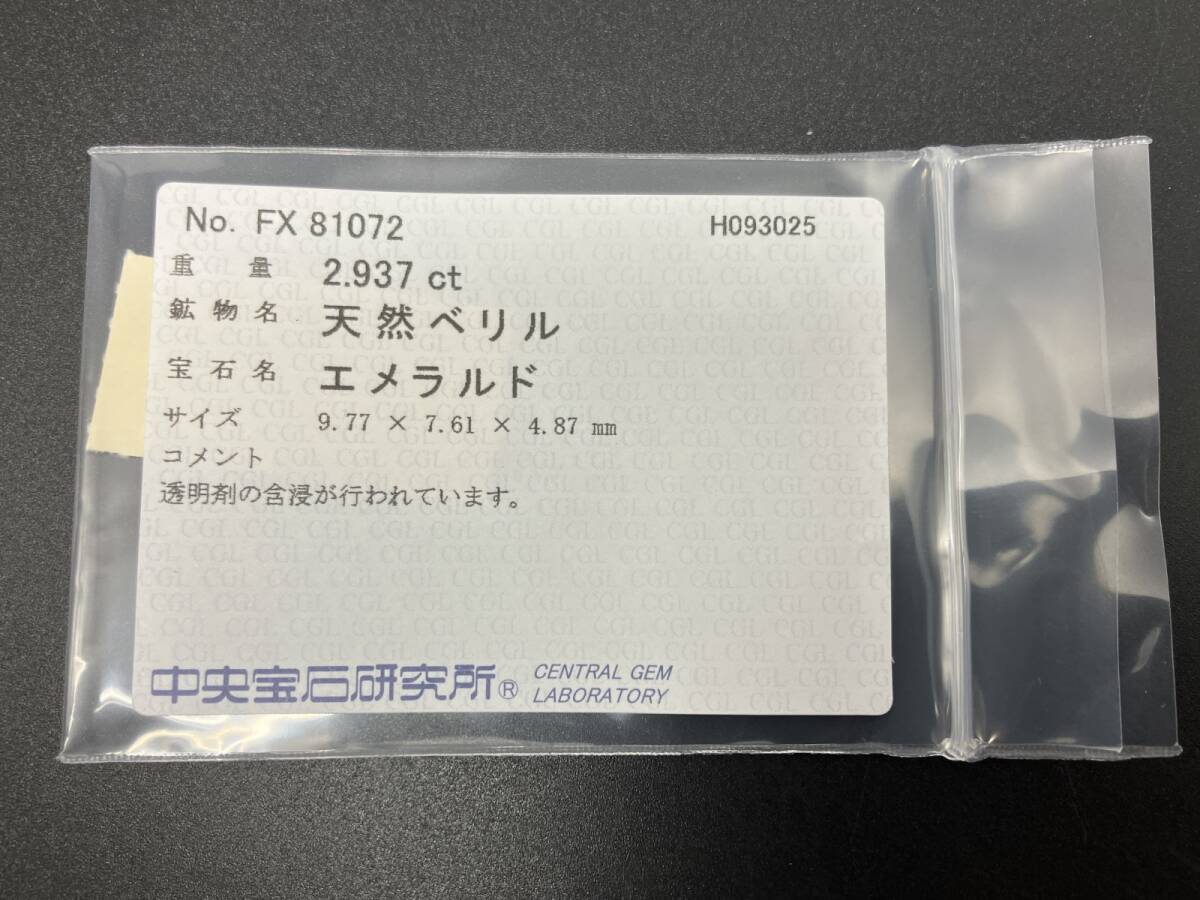 No. FX 81072 H093025
重量 2.937 ct
鉱物名 天然ベリル
宝石名 エメラルド
サイズ 9.77 × 7.61 × 4.87 mm
コメント
透明剤の含浸が行われています。
中央宝石研究所® CENTRAL GEM
LABORATORY